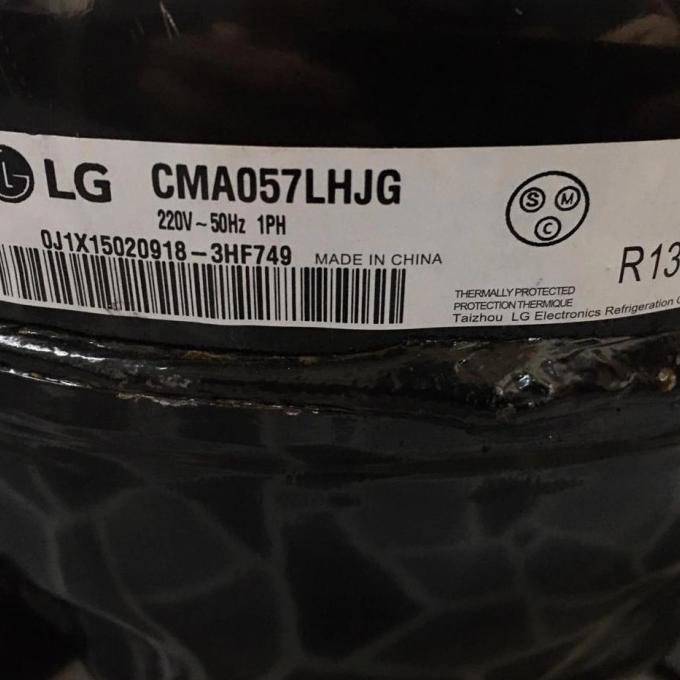 LG CMA057LHJG
220V~50Hz 1PH
0J1X15020918-3HF749
MADE IN CHINA
S M
C
THERMALLY PROTECTED
PROTECTION THERMIQUE
Taizhou LG Electronics Refrigeration
R13